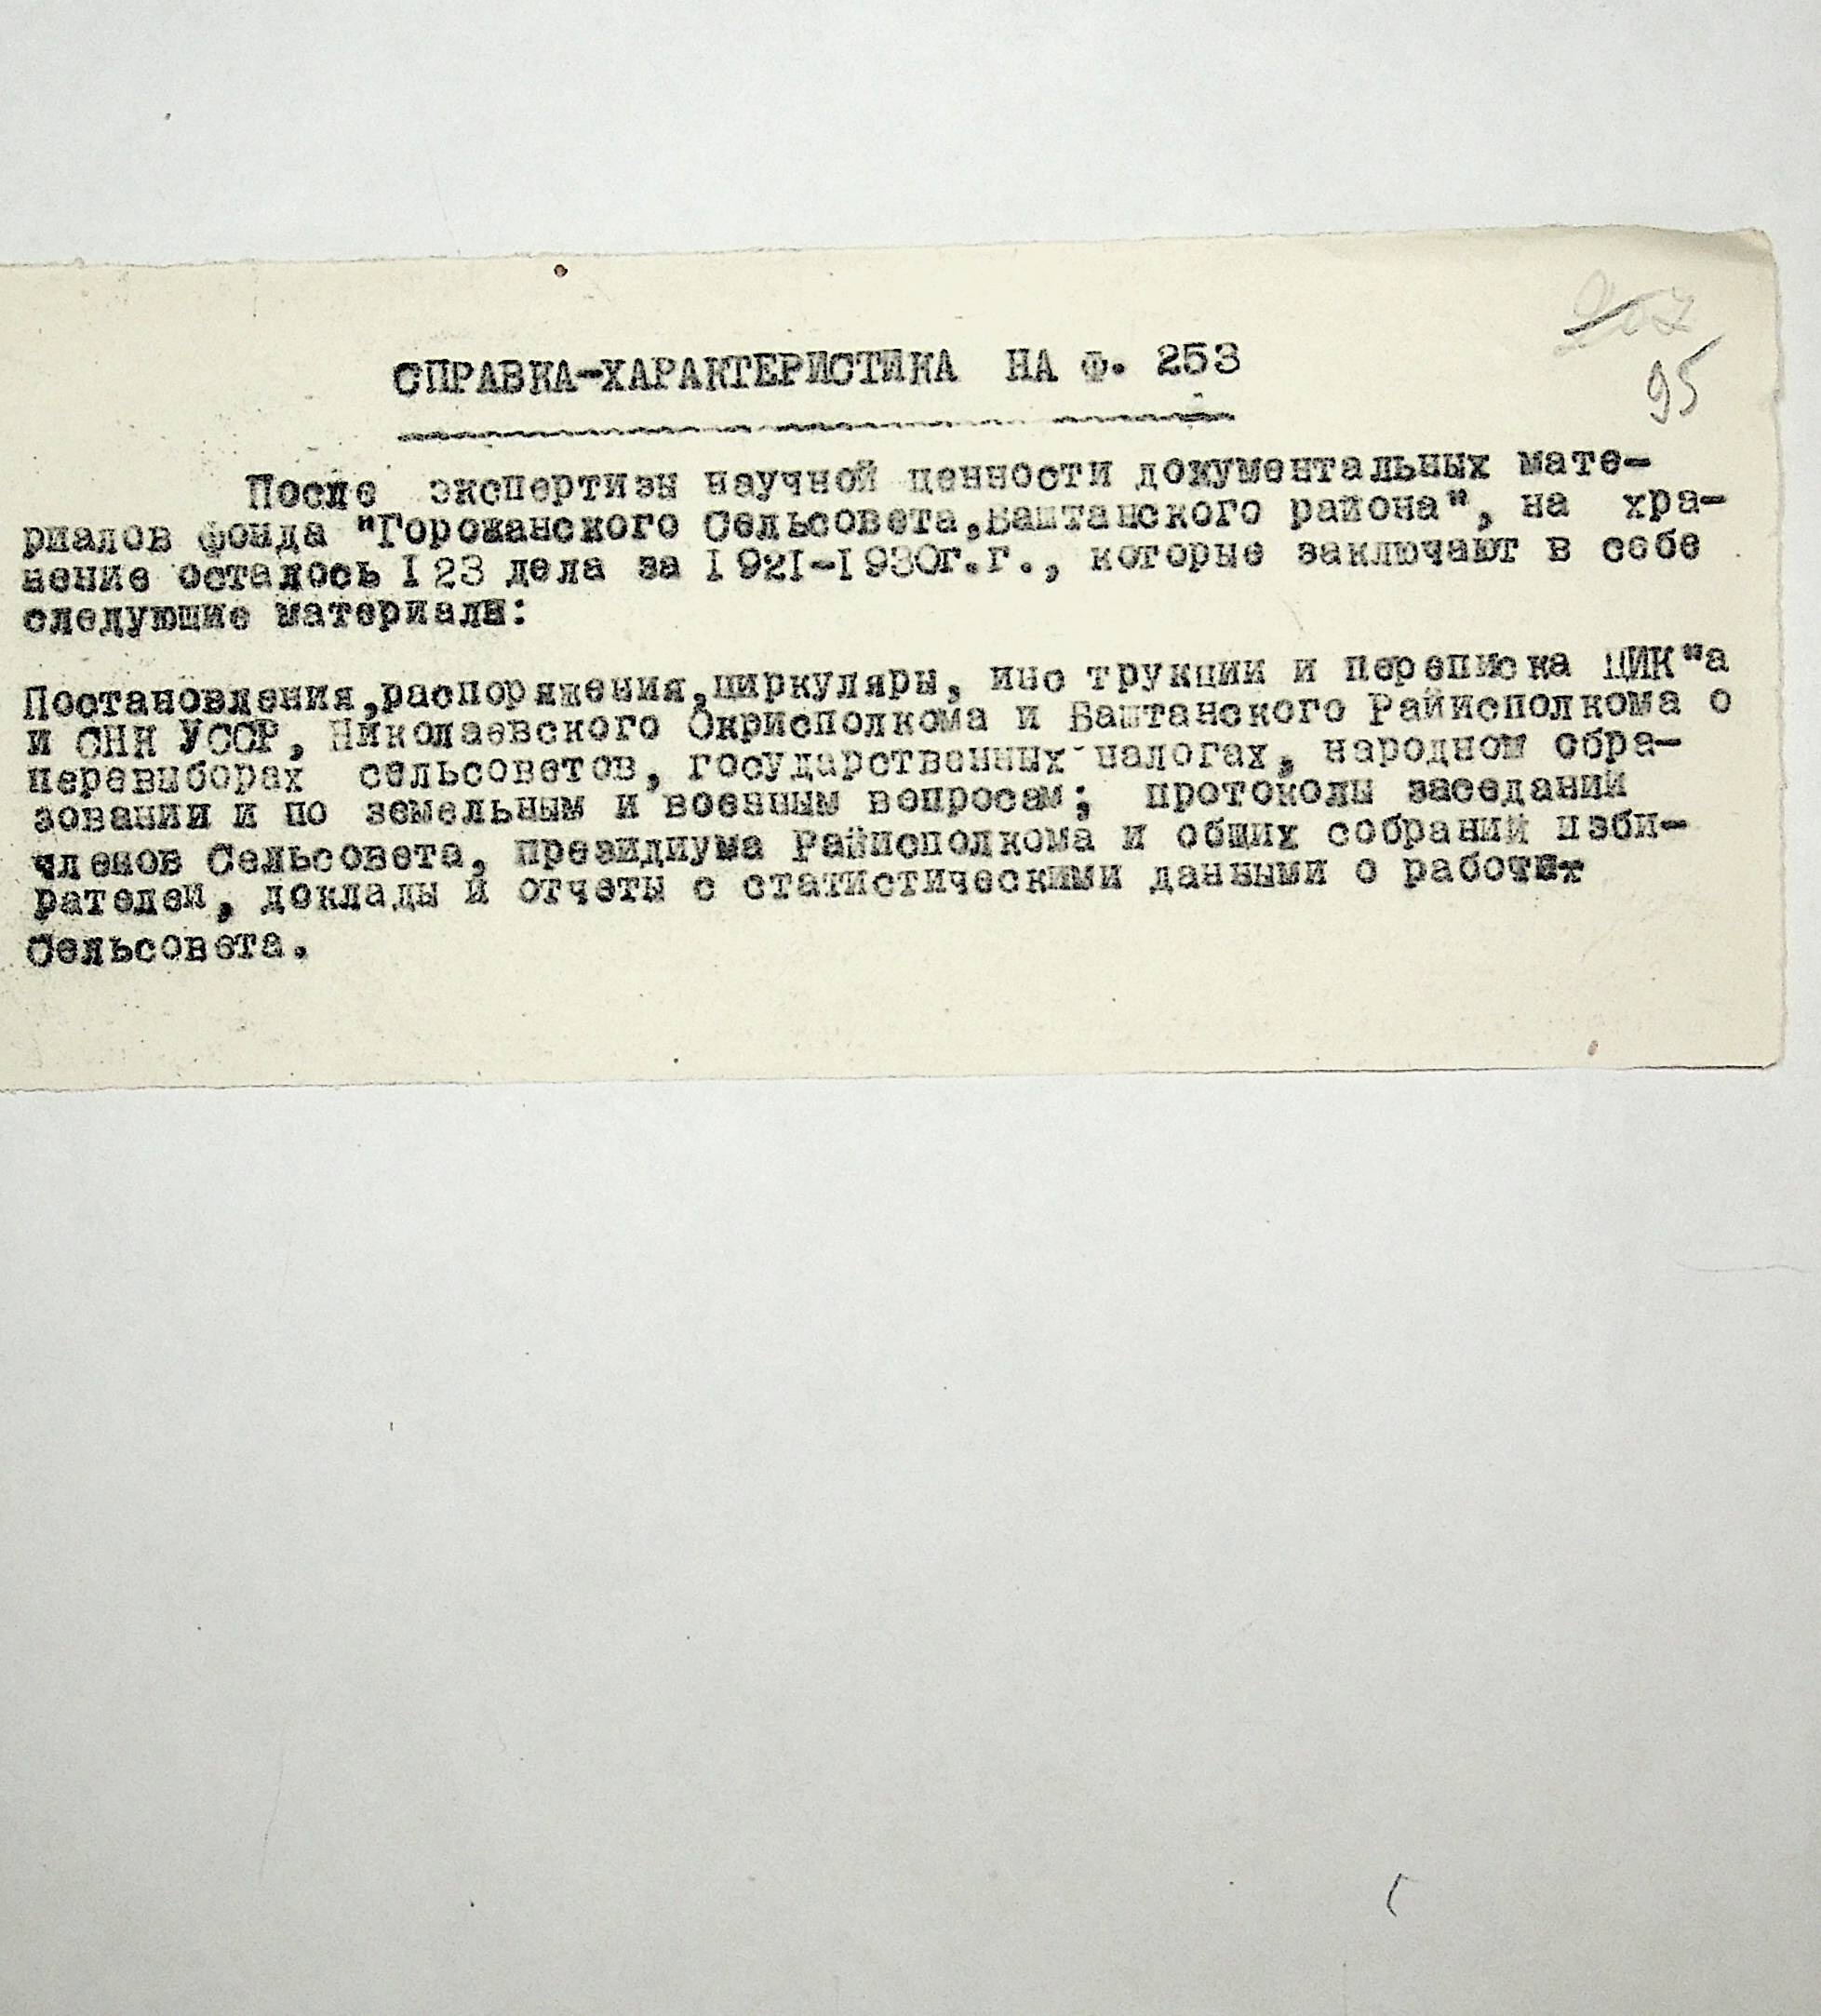 95
СПРАВКА-ХАРАКТЕРИСТИКА НА Ф. 253
После экспертизы научной ценности документальных мате-
риалов фонда "Горожанского Сельсовета,Баштанского района", на хра-
нение осталось 123 дела за 1921-1930г.г., которые заключают в себе
следующие материалы:
Постановления,распоряжения,циркуляры, инс трукции и переписка ЦИК"а
и СНК УССР, Николаевского Окрисполкома и Баштанского Райисполкома о
перевыборах сельсоветов, государственных налогах, народном обра-
зовании и по земельным и военным вопросам; протоколы заседаний
членов Сельсовета, президиума Райисполкома и общих собраний изби-
рателей, доклады и отчеты с статистическими данными о работе
Сельсовета.